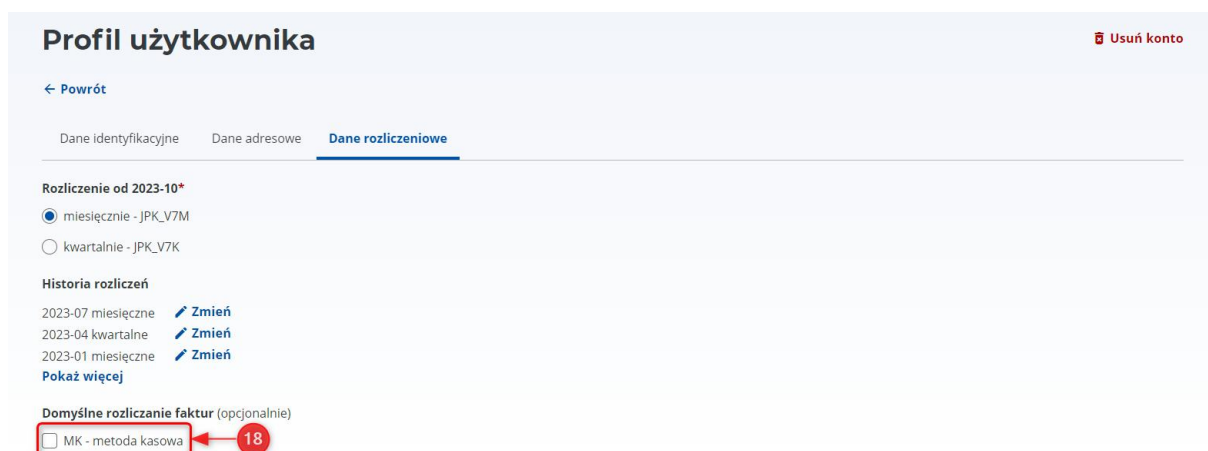 Profil użytkownika
Usuń konto
← Powrót
Dane identyfikacyjne Dane adresowe Dane rozliczeniowe
Rozliczenie od 2023-10*
miesięcznie - JPK_V7M
kwartalnie - JPK_V7K
Historia rozliczeń
2023-07 miesięczne Zmień
2023-04 kwartalne Zmień
2023-01 miesięczne Zmień
Pokaż więcej
Domyślne rozliczanie faktur (opcjonalnie)
MK - metoda kasowa 18